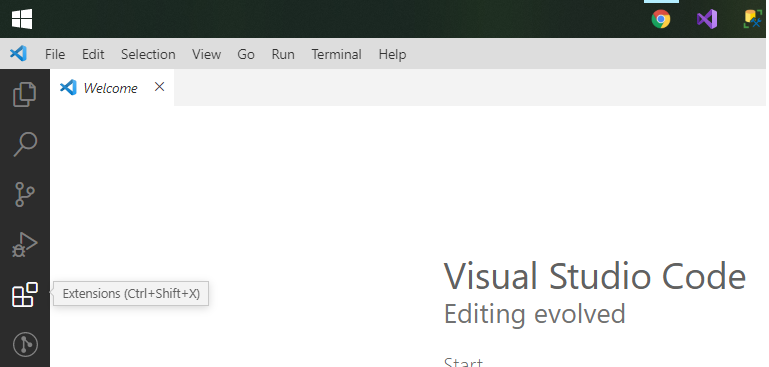 File Edit Selection View Go Run Terminal Help
Welcome
Extensions (Ctrl+Shift+X)
Visual Studio Code
Editing evolved
Start